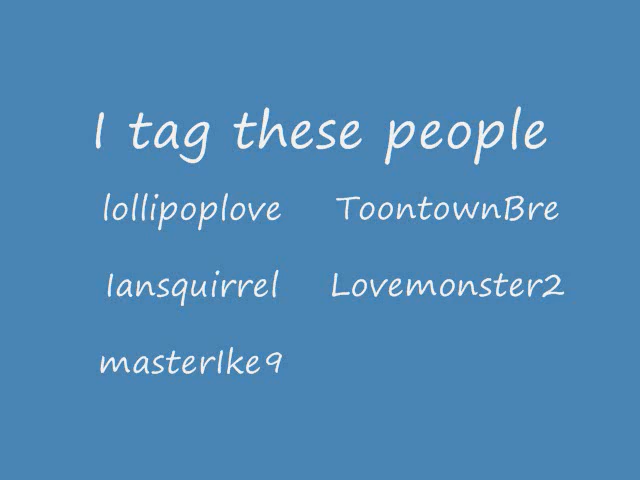 I tag these people
lollipoplove ToontownBre
Iansquirrel Lovemonster2
masterIke9